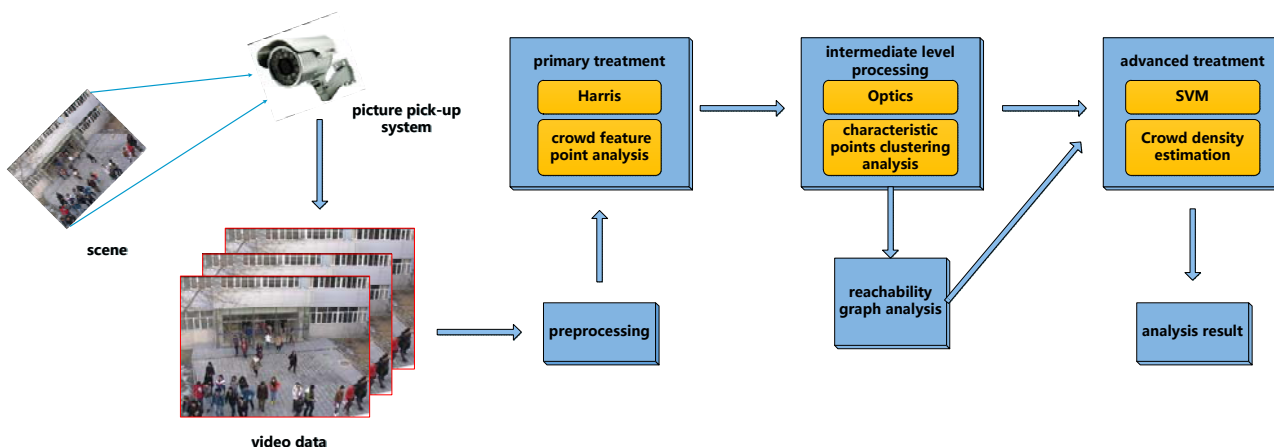 picture pick-up
system
scene
video data
preprocessing
primary treatment
Harris
crowd feature
point analysis
intermediate level
processing
Optics
characteristic
points clustering
analysis
reachability
graph analysis
advanced treatment
SVM
Crowd density
estimation
analysis result